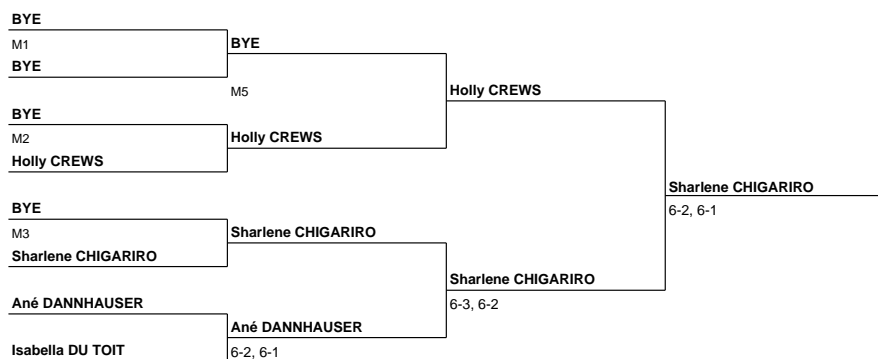 BYE
M1
BYE
BYE
M5
BYE
M2
Holly CREWS
Holly CREWS
Holly CREWS
BYE
M3
Sharlene CHIGARIRO
Sharlene CHIGARIRO
Ané DANNHAUSER
Isabella DU TOIT
Ané DANNHAUSER
6-2, 6-1
Sharlene CHIGARIRO
6-3, 6-2
Sharlene CHIGARIRO
6-2, 6-1